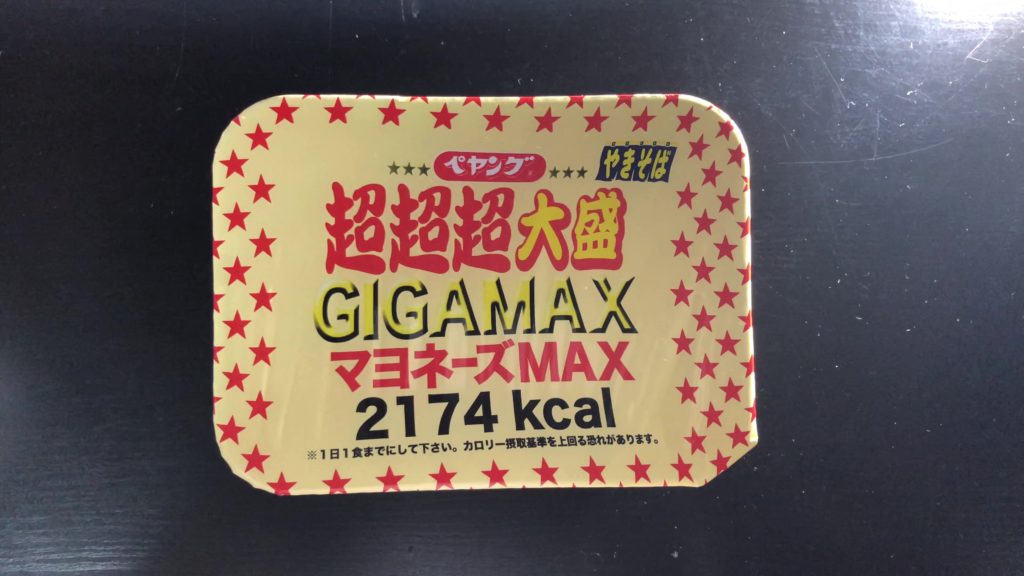 ペヤング やきそば
超超超大盛
GIGAMAX
マヨネーズMAX
2174 kcal
※1日1食までにして下さい。カロリー摂取基準を上回る恐れがあります。